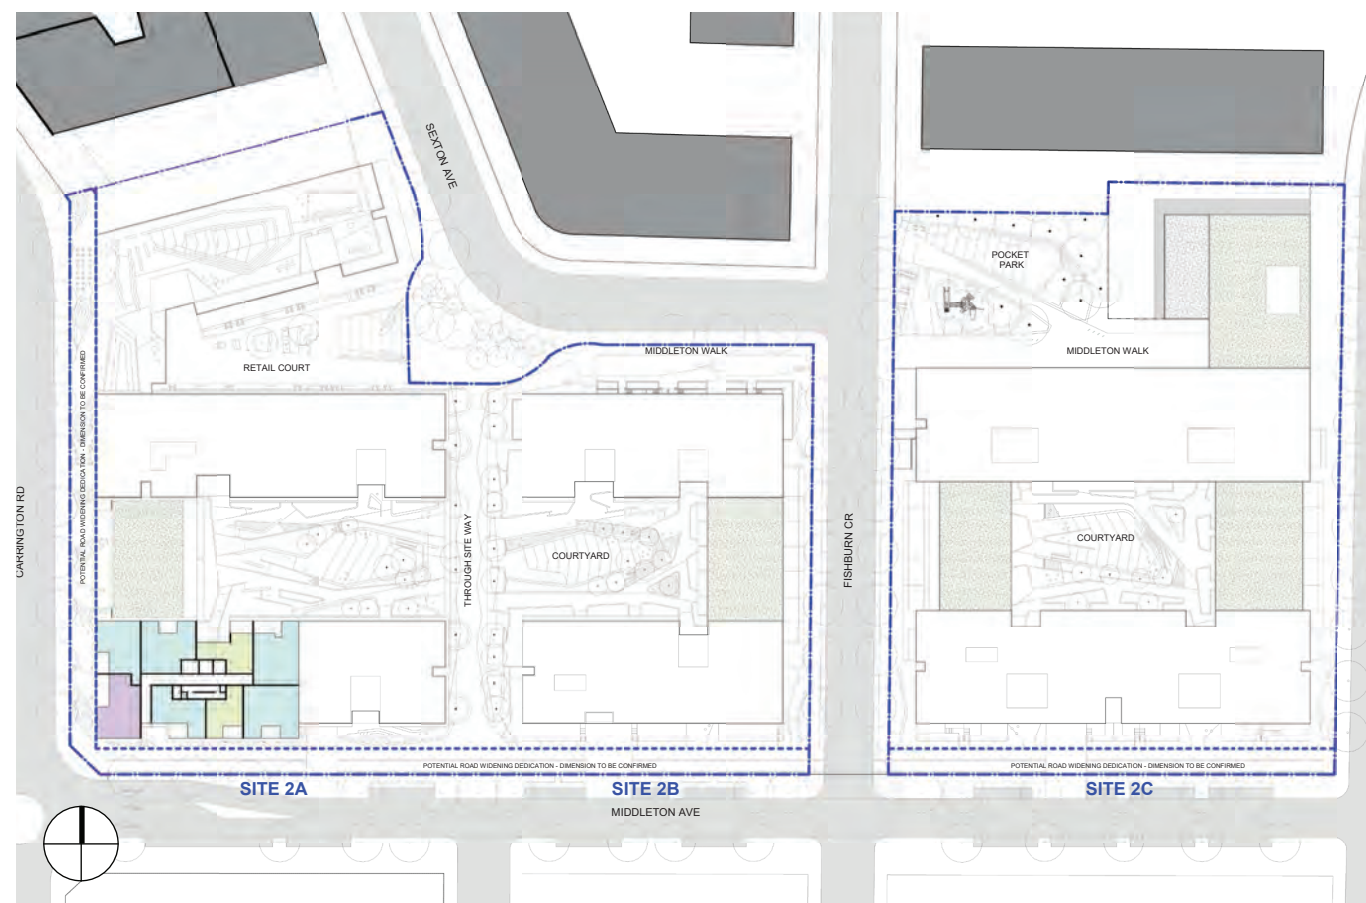 SEXTON AVE
POCKET
PARK
MIDDLETON WALK
MIDDLETON WALK
RETAIL COURT
POTENTIAL ROAD WIDENING DEDICATION - DIMENSION TO BE CONFIRMED
CARRINGTON RD
THROUGH SITE WAY
COURTYARD
FISHBURN CR
COURTYARD
POTENTIAL ROAD WIDENING DEDICATION - DIMENSION TO BE CONFIRMED
POTENTIAL ROAD WIDENING DEDICATION - DIMENSION TO BE CONFIRMED
SITE 2A
SITE 2B
SITE 2C
MIDDLETON AVE